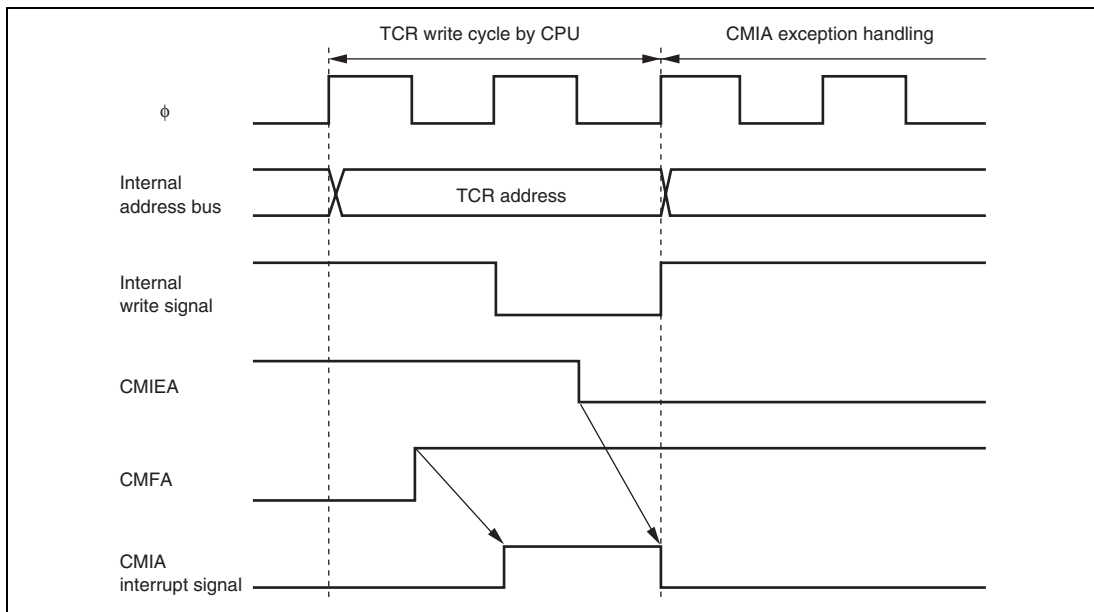 TCR write cycle by CPU
CMIA exception handling
ϕ
Internal
address bus
TCR address
Internal
write signal
CMIEA
CMFA
CMIA
interrupt signal